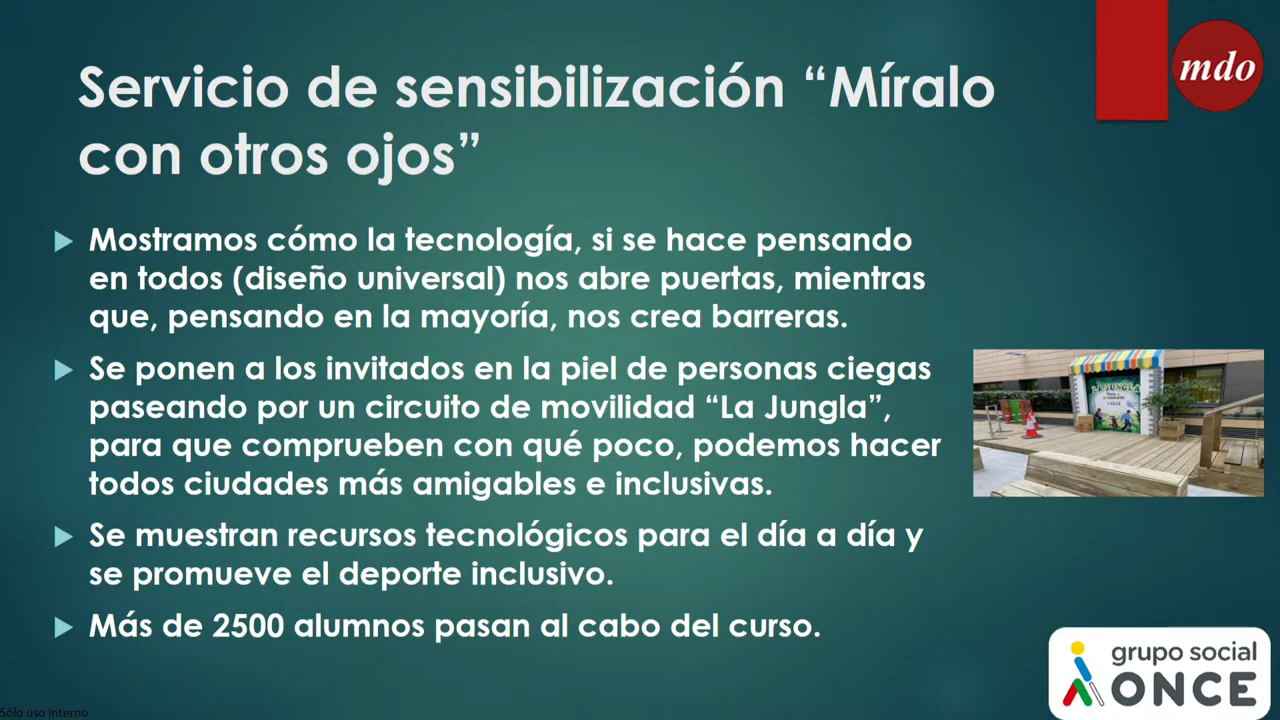 Servicio de sensibilización “Míralo
con otros ojos”
mdo
Mostramos cómo la tecnología, si se hace pensando
en todos (diseño universal) nos abre puertas, mientras
que, pensando en la mayoría, nos crea barreras.
Se ponen a los invitados en la piel de personas ciegas
paseando por un circuito de movilidad “La Jungla”,
para que comprueben con qué poco, podemos hacer
todos ciudades más amigables e inclusivas.
LA JUNGLA
Se muestran recursos tecnológicos para el día a día y
se promueve el deporte inclusivo.
Más de 2500 alumnos pasan al cabo del curso.
grupo social
ONCE
Sólo uso interno